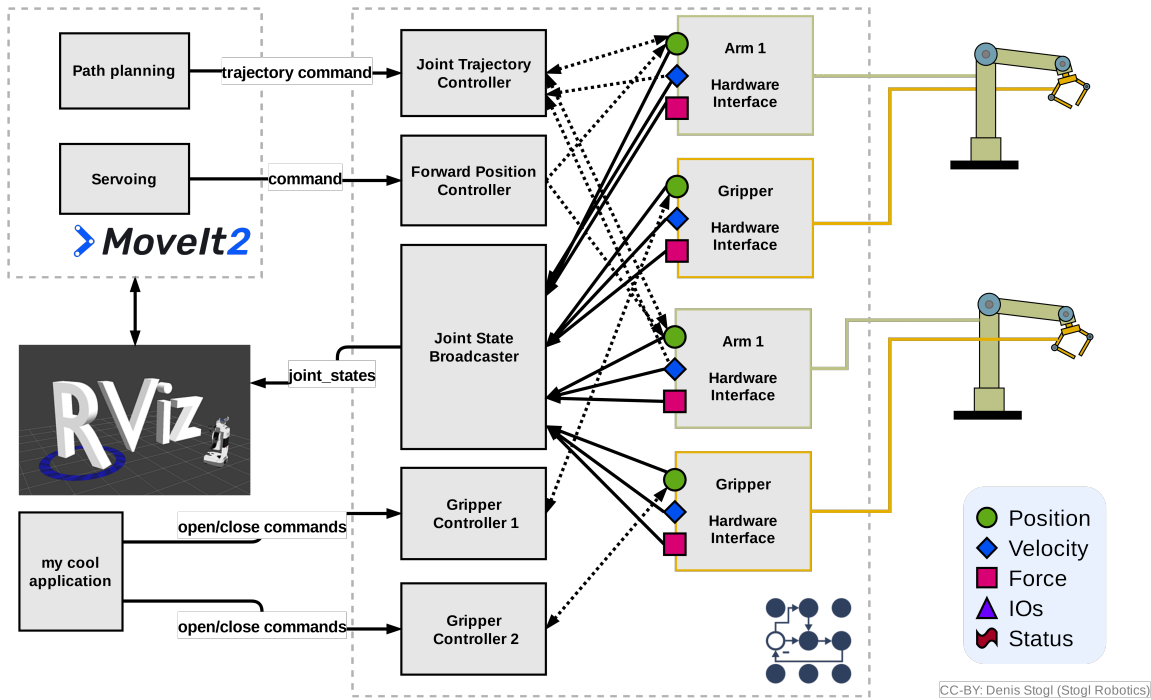 Path planning
trajectory command
Servoing
command
MoveIt2
RViz
joint_states
my cool
application
open/close commands
open/close commands
Joint Trajectory
Controller
Forward Position
Controller
Joint State
Broadcaster
Gripper
Controller 1
Gripper
Controller 2
Arm 1
Hardware
Interface
Gripper
Hardware
Interface
Arm 1
Hardware
Interface
Gripper
Hardware
Interface
Position
Velocity
Force
IOs
Status
CC-BY: Denis Stogl (Stogl Robotics)